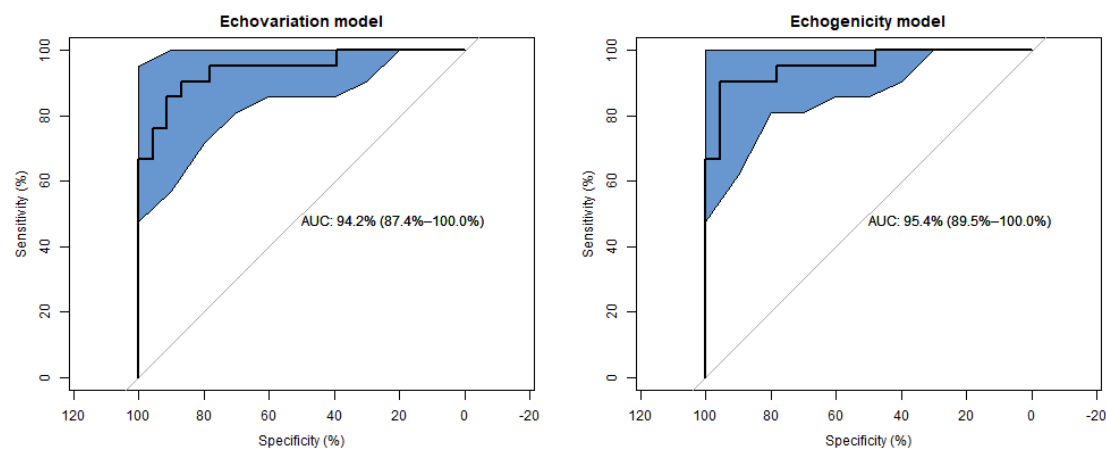 Echovariation model
100
80
60
40
20
0
Sensitivity (%)
AUC: 94.2% (87.4%–100.0%)
120 100 80 60 40 20 0 -20
Specificity (%)
Echogenicity model
100
80
60
40
20
0
Sensitivity (%)
AUC: 95.4% (89.5%–100.0%)
120 100 80 60 40 20 0 -20
Specificity (%)